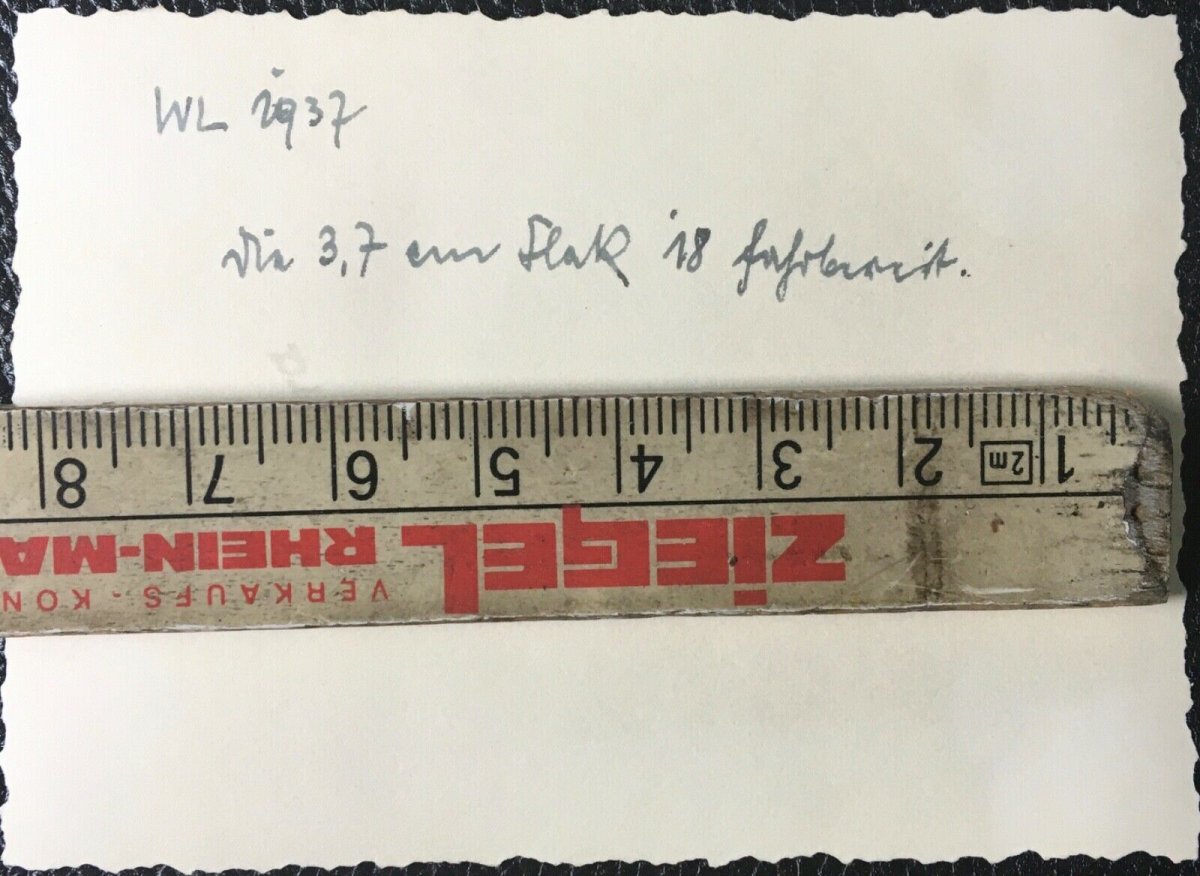 WL 1937
die 3,7 cm Flak 18 fahrbereit.
8 7 6 5 4 3 2 2m 1
ZIEGEL RHEIN-MA
VERKAUFS-KON